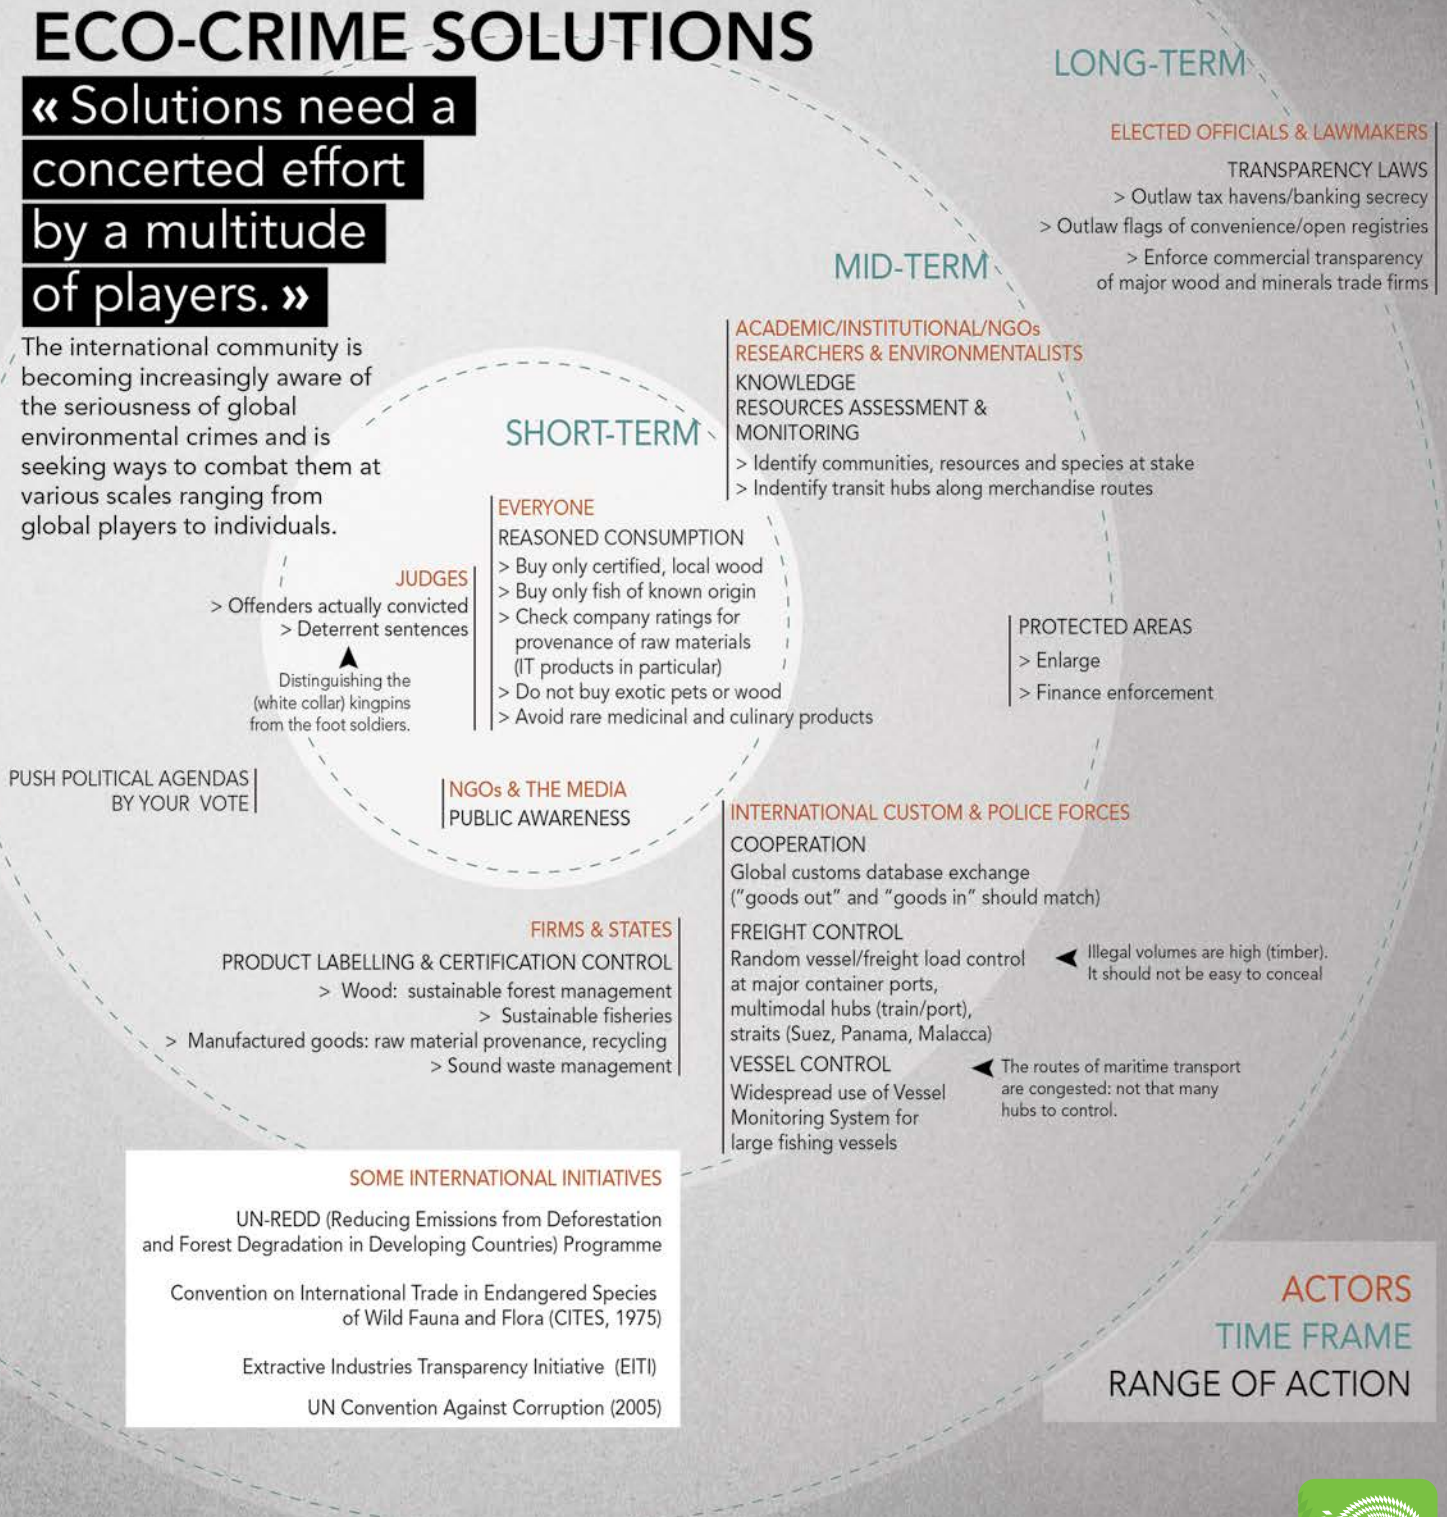 ECO-CRIME SOLUTIONS
« Solutions need a
concerted effort
by a multitude
of players. »
The international community is
becoming increasingly aware of
the seriousness of global
environmental crimes and is
seeking ways to combat them at
various scales ranging from
global players to individuals.
LONG-TERM
ELECTED OFFICIALS & LAWMAKERS
TRANSPARENCY LAWS
> Outlaw tax havens/banking secrecy
> Outlaw flags of convenience/open registries
> Enforce commercial transparency
of major wood and minerals trade firms
MID-TERM
ACADEMIC/INSTITUTIONAL/NGOs
RESEARCHERS & ENVIRONMENTALISTS
KNOWLEDGE
RESOURCES ASSESSMENT &
MONITORING
> Identify communities, resources and species at stake
> Indentify transit hubs along merchandise routes
SHORT-TERM
EVERYONE
REASONED CONSUMPTION
> Buy only certified, local wood
> Buy only fish of known origin
> Check company ratings for
provenance of raw materials
(IT products in particular)
> Do not buy exotic pets or wood
> Avoid rare medicinal and culinary products
JUDGES
> Offenders actually convicted
> Deterrent sentences
Distinguishing the
(white collar) kingpins
from the foot soldiers.
PROTECTED AREAS
> Enlarge
> Finance enforcement
PUSH POLITICAL AGENDAS
BY YOUR VOTE
NGOs & THE MEDIA
PUBLIC AWARENESS
INTERNATIONAL CUSTOM & POLICE FORCES
COOPERATION
Global customs database exchange
("goods out" and "goods in" should match)
FREIGHT CONTROL
Random vessel/freight load control
at major container ports,
multimodal hubs (train/port),
straits (Suez, Panama, Malacca)
Illegal volumes are high (timber).
It should not be easy to conceal
VESSEL CONTROL
Widespread use of Vessel
Monitoring System for
large fishing vessels
The routes of maritime transport
are congested: not that many
hubs to control.
FIRMS & STATES
PRODUCT LABELLING & CERTIFICATION CONTROL
> Wood: sustainable forest management
> Sustainable fisheries
> Manufactured goods: raw material provenance, recycling
> Sound waste management
SOME INTERNATIONAL INITIATIVES
UN-REDD (Reducing Emissions from Deforestation
and Forest Degradation in Developing Countries) Programme
Convention on International Trade in Endangered Species
of Wild Fauna and Flora (CITES, 1975)
Extractive Industries Transparency Initiative (EITI)
UN Convention Against Corruption (2005)
ACTORS
TIME FRAME
RANGE OF ACTION